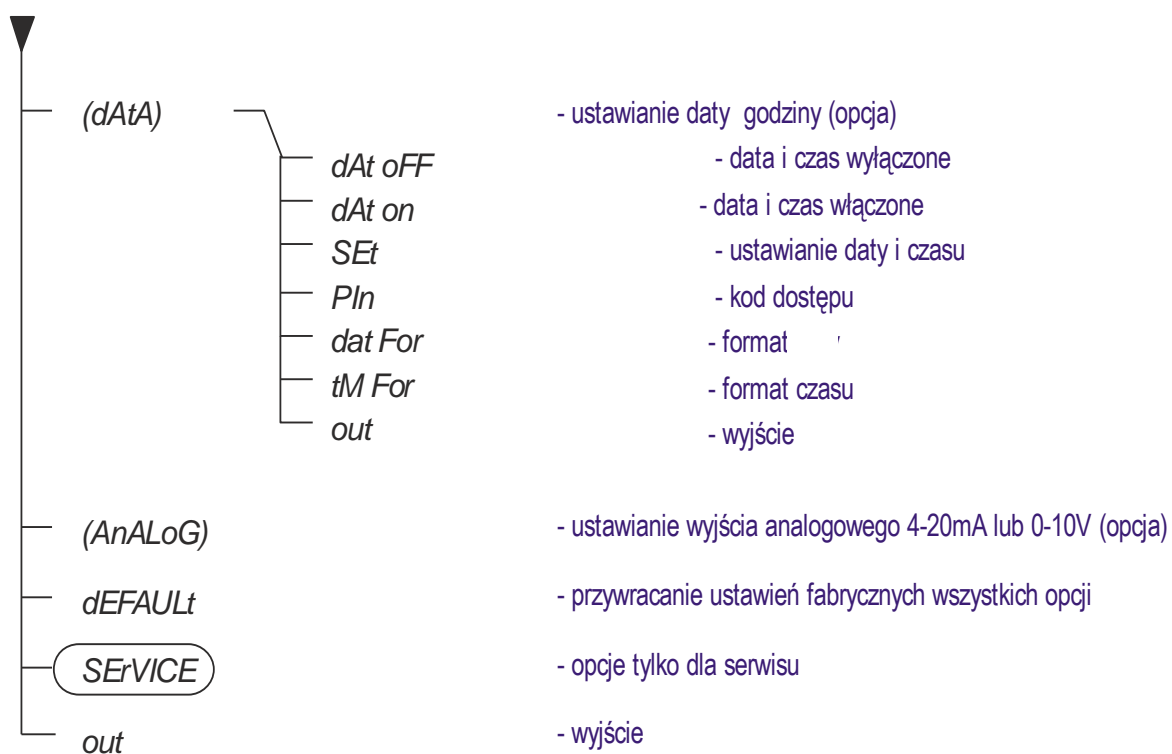 (dAtA) - ustawianie daty godziny (opcja)
dAt oFF - data i czas wyłączone
dAt on - data i czas włączone
SEt - ustawianie daty i czasu
PIn - kod dostępu
dat For - format
tM For - format czasu
out - wyjście
(AnALoG) - ustawianie wyjścia analogowego 4-20mA lub 0-10V (opcja)
dEFAULt - przywracanie ustawień fabrycznych wszystkich opcji
SErVICE - opcje tylko dla serwisu
out - wyjście